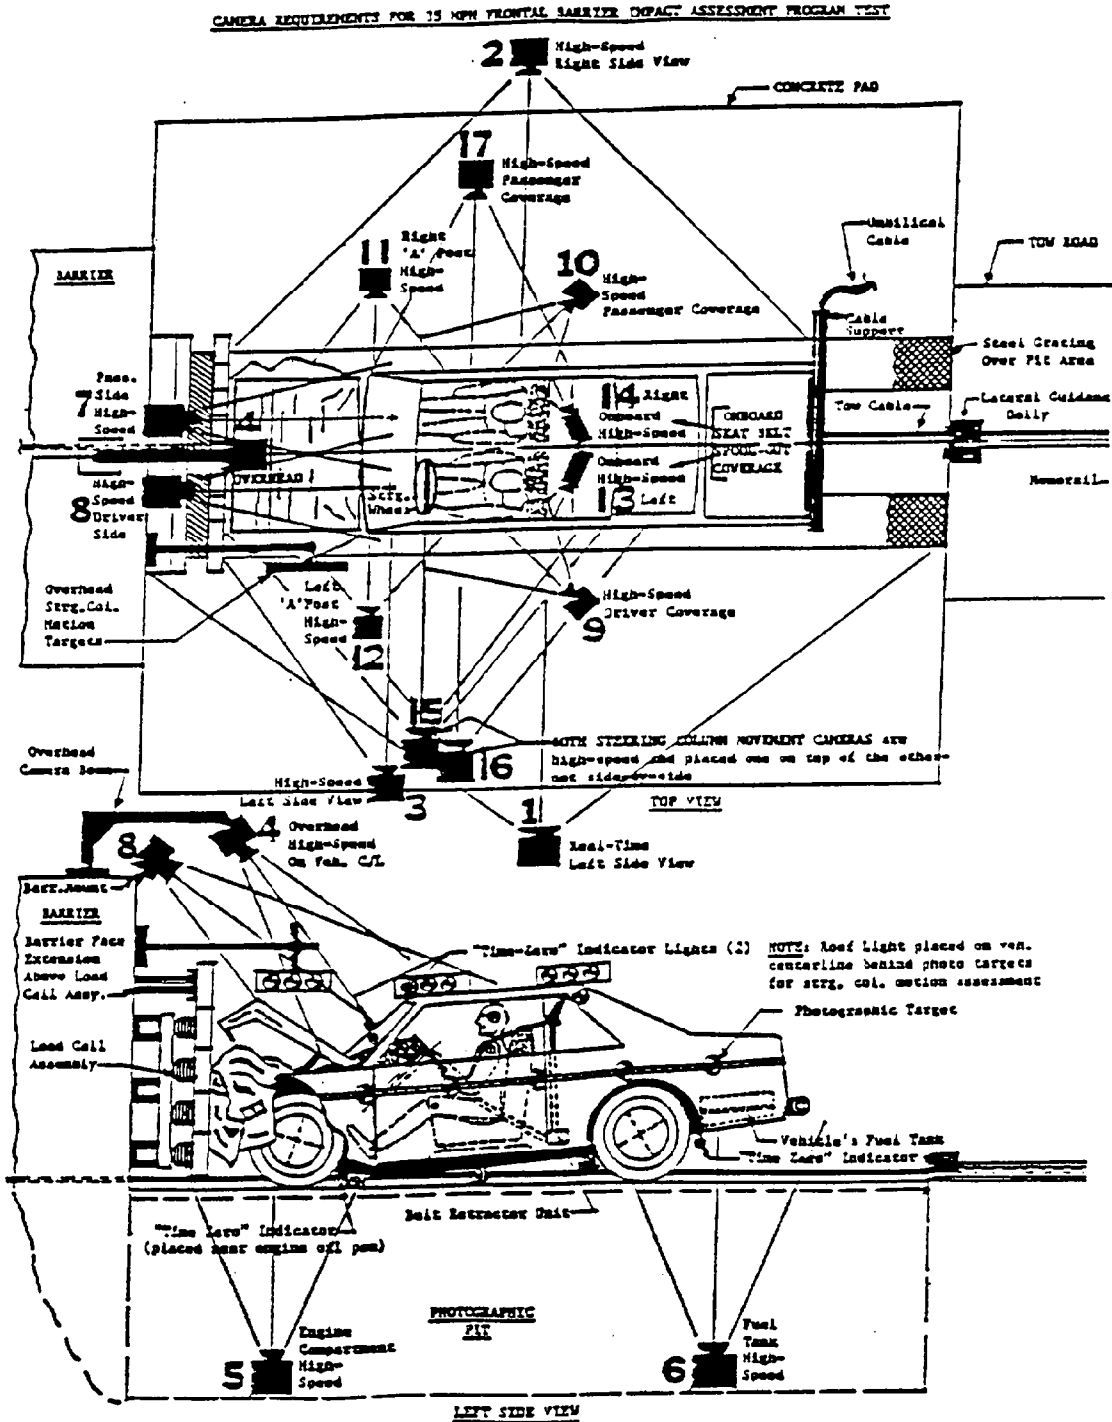 CAMERA REQUIREMENTS FOR 35 MPH FRONTAL BARRIER IMPACT ASSESSMENT PROGRAM TEST
2
High-Speed
Right Side View
CONCRETE PAD
17
High-Speed
Passenger
Coverage
11
Right
'A' Post
High-
Speed
10
High-
Speed
Passenger Coverage
Umbilical
Cable
TOW ROAD
BARRIER
Cable
Support
Steel Grating
Over Pit Area
7
Pass.
Side
High-
Speed
4
OVERHEAD
14 Right
Onboard
High-Speed
ONBOARD
SEAT BELT
SPOOL-OUT
COVERAGE
Tow Cable
Lateral Guidance
Dolly
Onboard
High-Speed
13 Left
Strg.
Wheel
Monorail
8
High-
Speed
Driver
Side
Overhead
Strg.Col.
Motion
Targets
Left
'A' Post
High-
Speed
12
High-Speed
Driver Coverage
9
15
16
BOTH STEERING COLUMN MOVEMENT CAMERAS are
high-speed and placed one on top of the other-
not side-by-side
Overhead
Camera Boom
High-Speed
Left Side View
3
TOP VIEW
1
Real-Time
Left Side View
4
Overhead
High-Speed
On Veh. C/L
8
Barr.Mount
BARRIER
Barrier Face
Extension
Above Load
Cell Assy.
"Time-Zero" Indicator Lights (2)
NOTE: Roof Light placed on veh.
centerline behind photo targets
for strg. col. motion assessment
Photographic Target
Load Cell
Assembly
Vehicle's Fuel Tank
"Time Zero" Indicator
Belt Retractor Unit
"Time Zero" Indicator
(placed near engine oil pan)
PHOTOGRAPHIC
PIT
5
Engine
Compartment
High-
Speed
6
Fuel
Tank
High-
Speed
LEFT SIDE VIEW